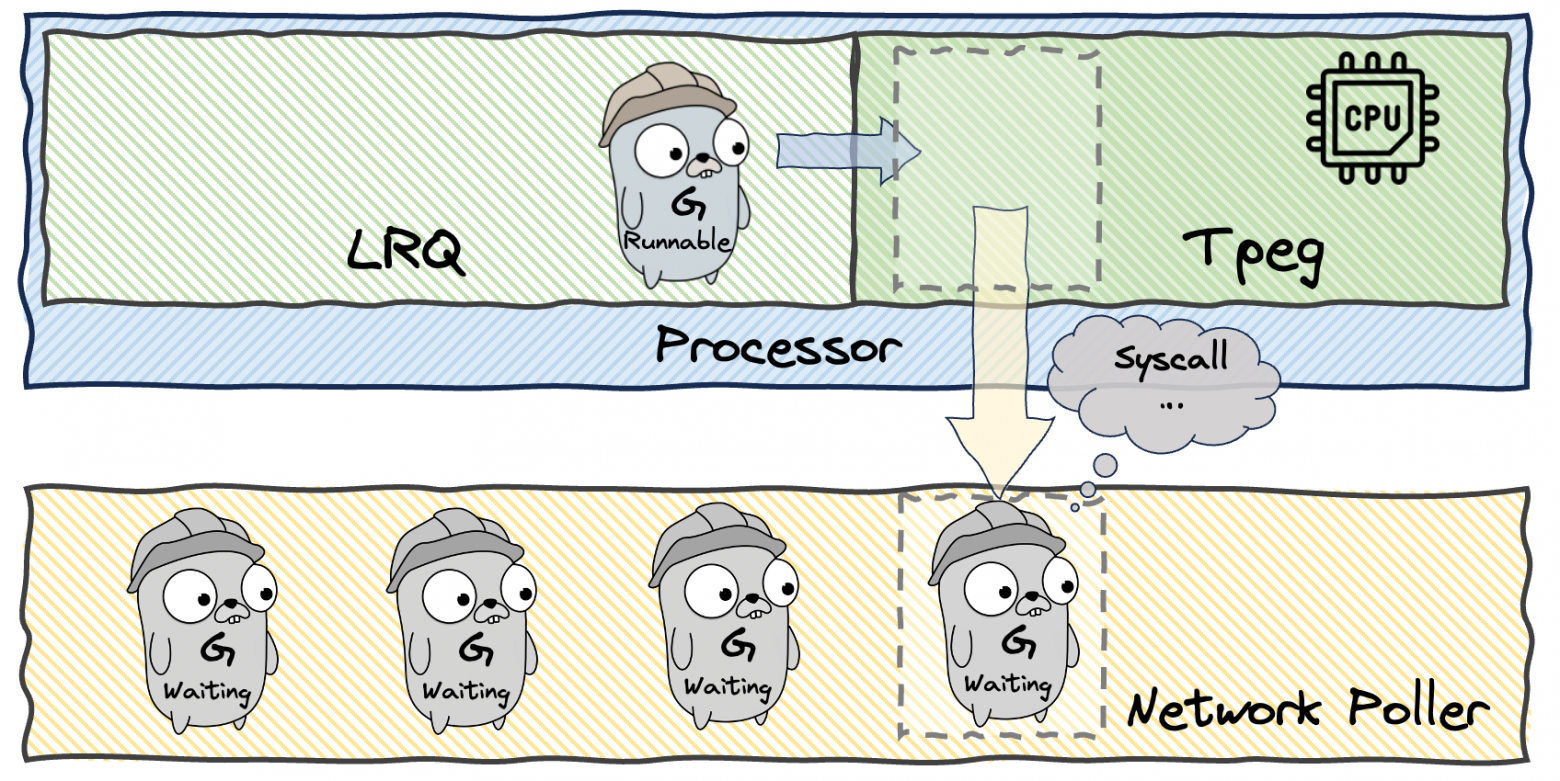 CPU
G
Runnable
LRQ
Tpeg
Processor
Syscall
...
G
Waiting
G
Waiting
G
Waiting
G
Waiting
Network Poller